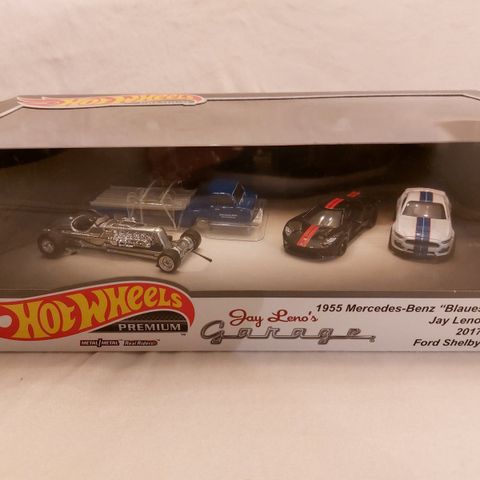 HOT WHEELS
HOT WHEELS
PREMIUM™
METAL/METAL Real Riders®
Jay Leno's
Garage
1955 Mercedes-Benz "Blaues
Jay Leno
2017
Ford Shelby